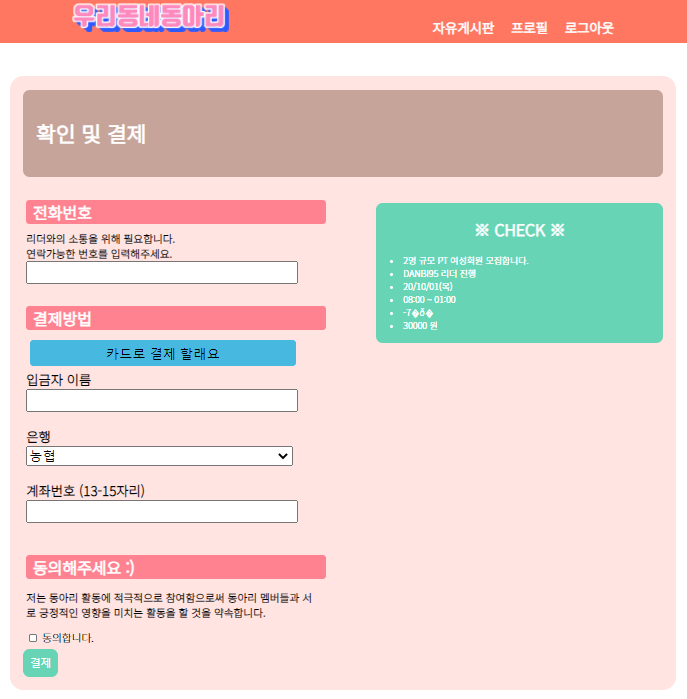 우리동네동아리
자유게시판 프로필 로그아웃
확인 및 결제
전화번호
리더와의 소통을 위해 필요합니다.
연락가능한 번호를 입력해주세요.
결제방법
카드로 결제 할래요
입금자 이름
은행
농협
계좌번호 (13-15자리)
동의해주세요 :)
저는 동아리 활동에 적극적으로 참여함으로써 동아리 멤버들과 서
로 긍정적인 영향을 미치는 활동을 할 것을 약속합니다.
동의합니다.
결제
※ CHECK ※
2명 규모 PT 여성회원 모집합니다.
DANBI95 리더 진행
20/10/01(목)
08:00 ~ 01:00
-7�δ�
30000 원